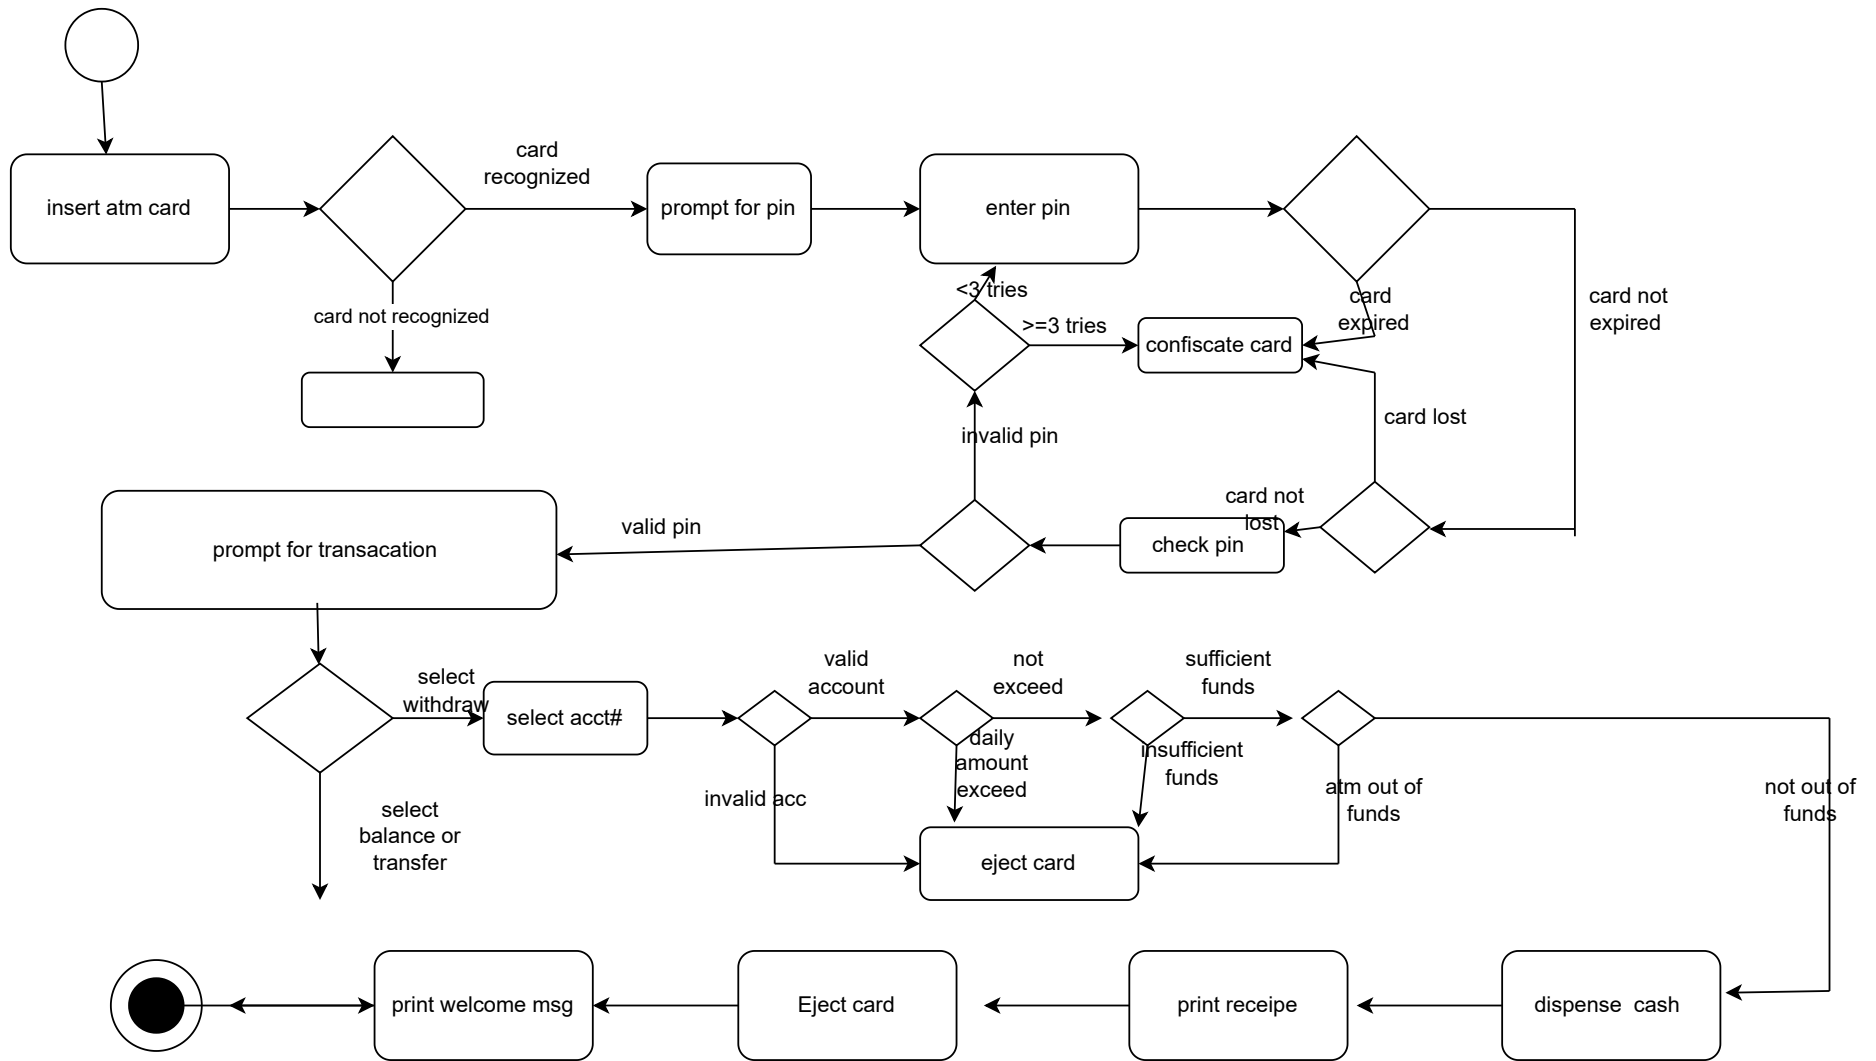 card
recognized
insert atm card
prompt for pin
enter pin
<3 tries
card
expired
card not
expired
card not recognized
>=3 tries
confiscate card
card lost
invalid pin
card not
lost
valid pin
check pin
prompt for transacation
select
withdraw
valid
account
not
exceed
sufficient
funds
select acct#
daily
amount
exceed
insufficient
funds
invalid acc
atm out of
funds
not out of
funds
select
balance or
transfer
eject card
print welcome msg
Eject card
print receipe
dispense  cash